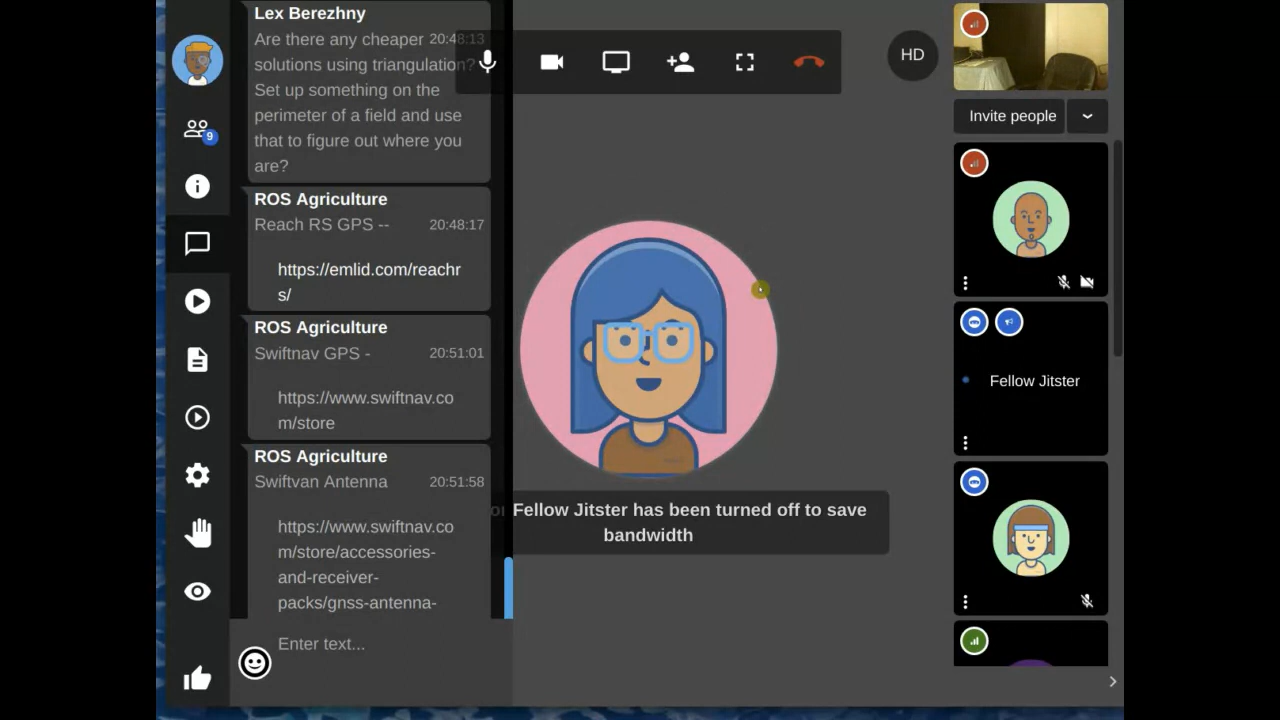 Lex Berezhny
Are there any cheaper 20:48:13
solutions using triangulation?
Set up something on the
perimeter of a field and use
that to figure out where you
are?
ROS Agriculture
Reach RS GPS -- 20:48:17
https://emlid.com/reachr
s/
ROS Agriculture
Swiftnav GPS - 20:51:01
https://www.swiftnav.co
m/store
ROS Agriculture
Swiftvan Antenna 20:51:58
https://www.swiftnav.co
m/store/accessories-
and-receiver-
packs/gnss-antenna-
Enter text...
9
HD
Fellow Jitster has been turned off to save
bandwidth
Invite people
Fellow Jitster